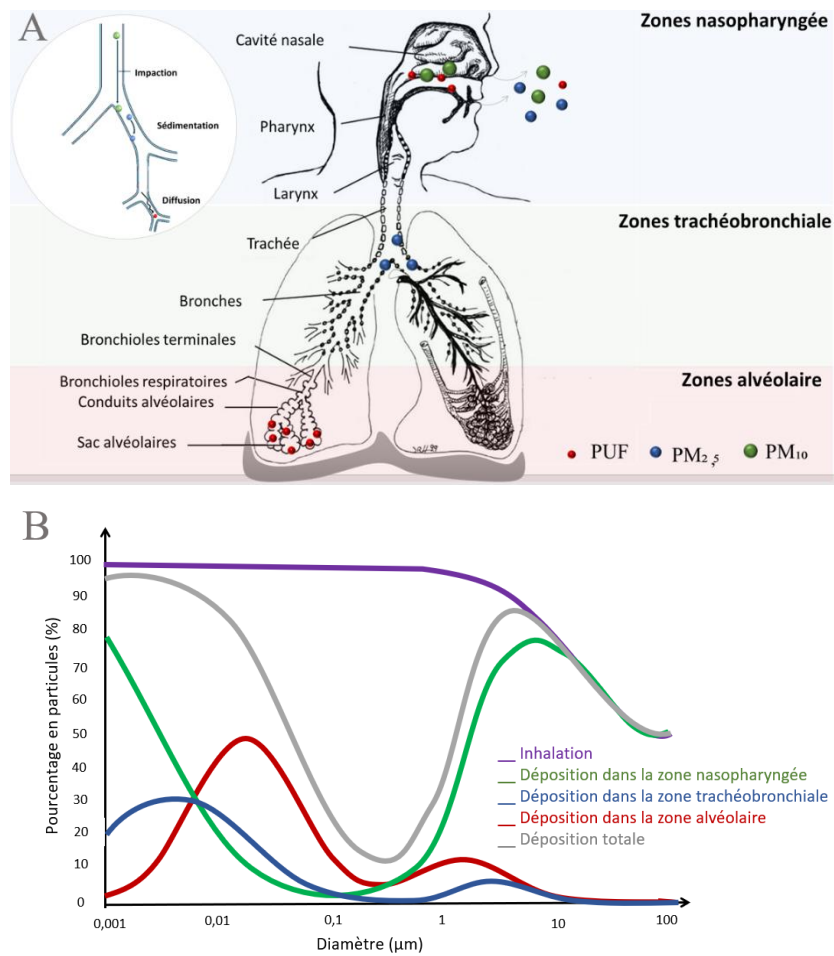 A
Zones nasopharyngée
Cavité nasale
Impaction
Sédimentation
Pharynx
Diffusion
Larynx
Zones trachéobronchiale
Trachée
Bronches
Bronchioles terminales
Zones alvéolaire
Bronchioles respiratoires
Conduits alvéolaires
Sac alvéolaires
PUF PM2,5 PM10
B
Pourcentage en particules (%)
100
90
80
70
60
50
40
30
20
10
0
Inhalation
Déposition dans la zone nasopharyngée
Déposition dans la zone trachéobronchiale
Déposition dans la zone alvéolaire
Déposition totale
0,001 0,01 0,1 1 10 100
Diamètre (µm)